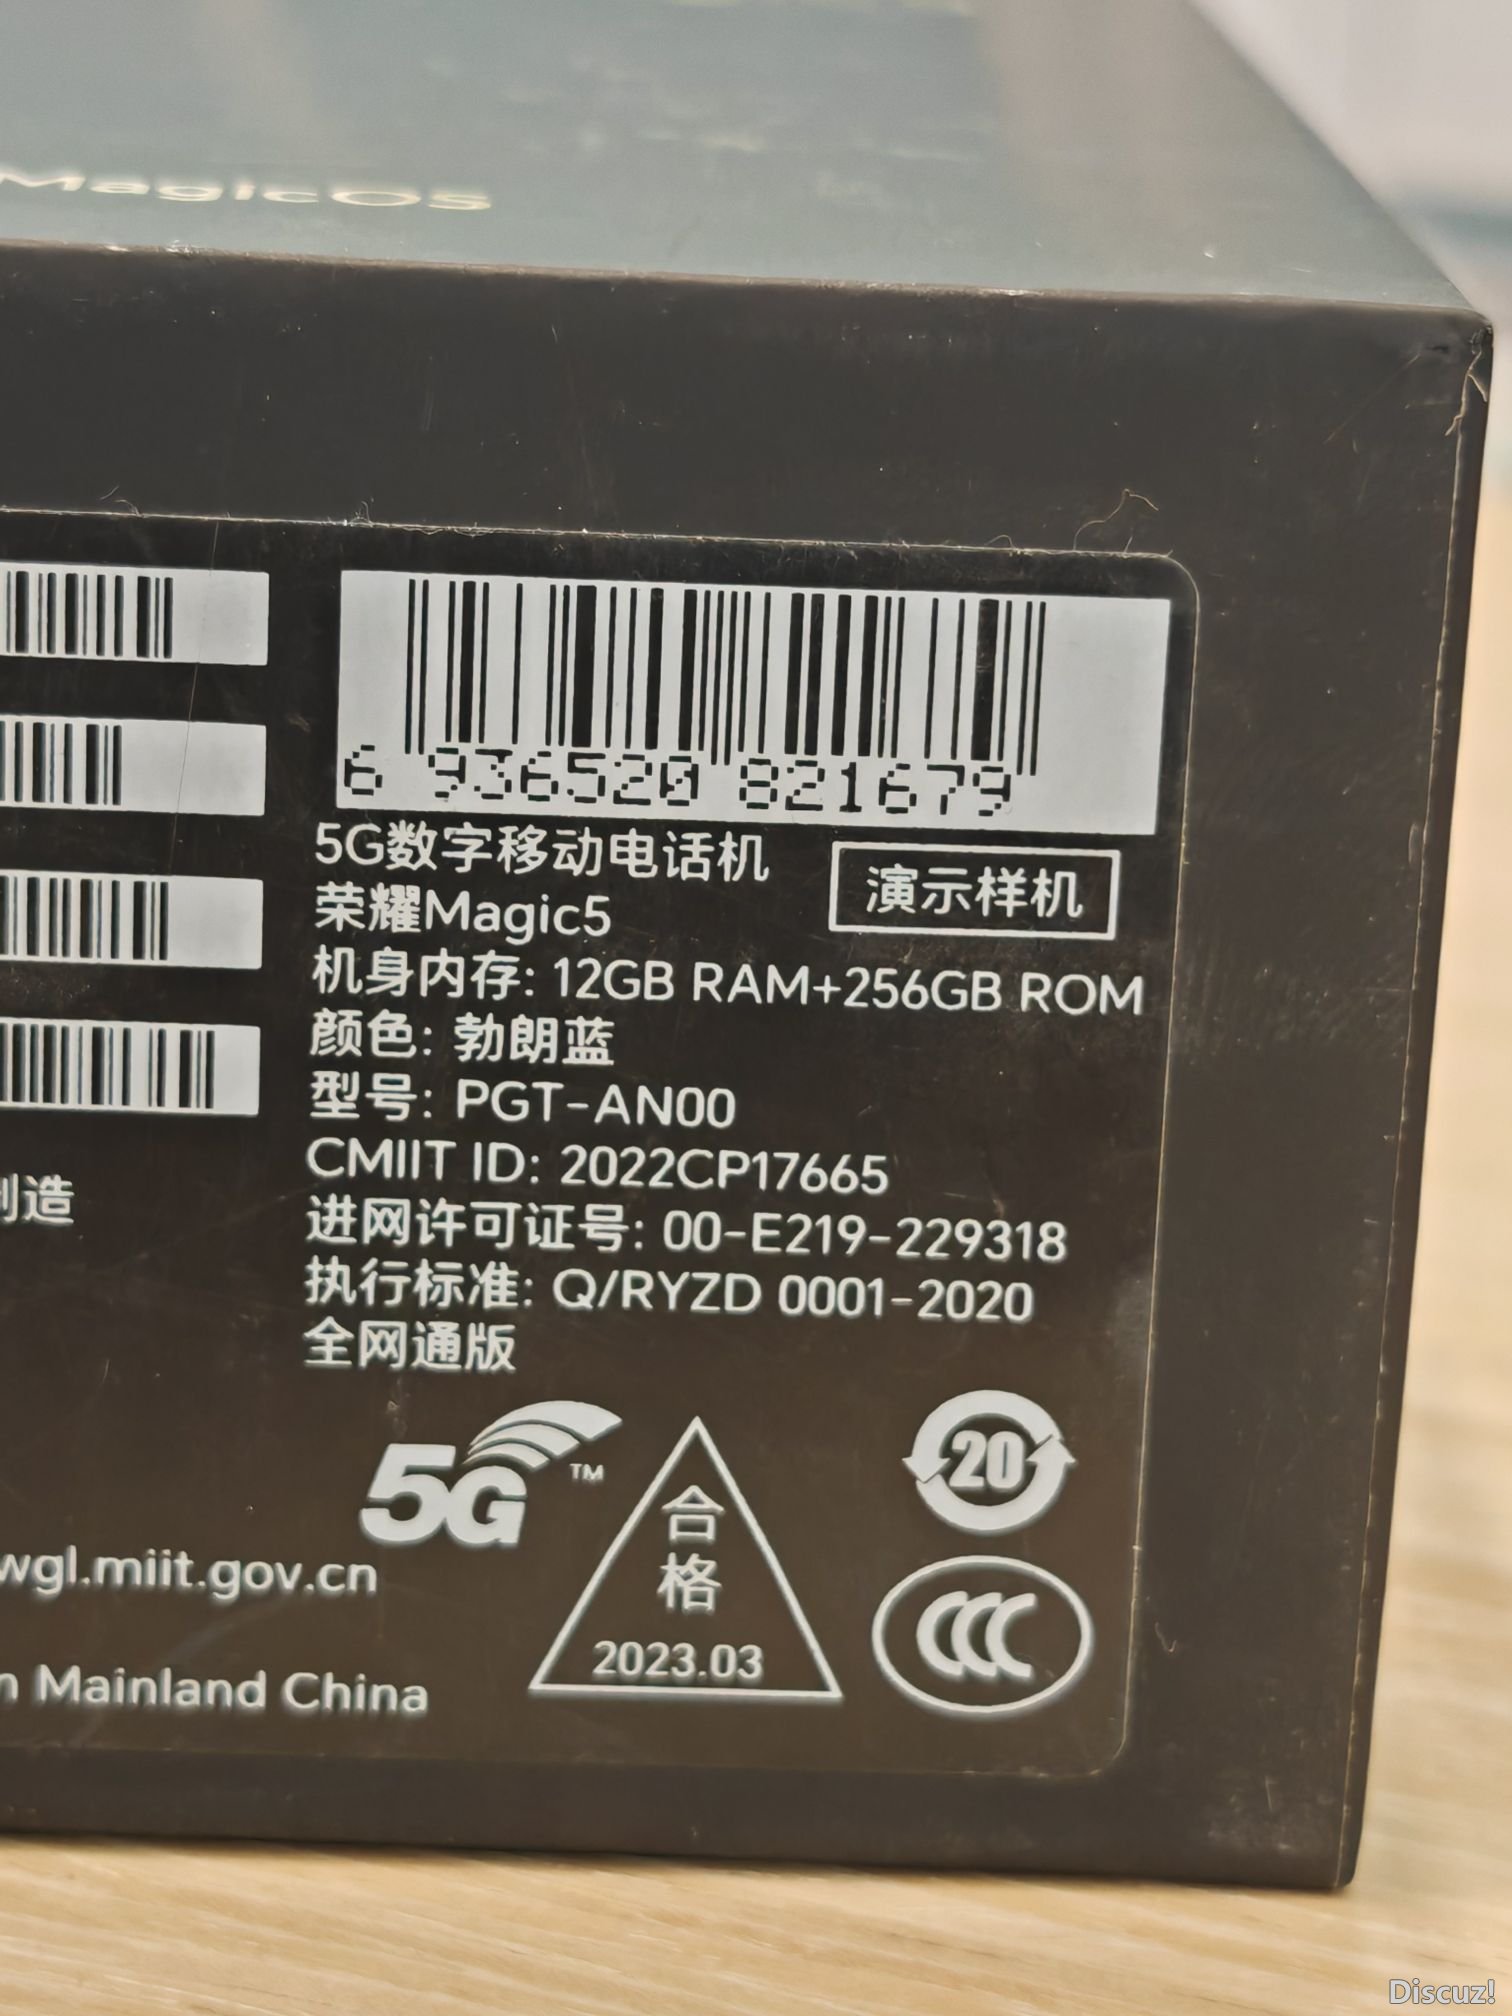 MagicOS
6 936520 821679
5G数字移动电话机
演示样机
荣耀Magic5
机身内存: 12GB RAM+256GB ROM
颜色: 勃朗蓝
型号: PGT-AN00
CMIIT ID: 2022CP17665
进网许可证号: 00-E219-229318
执行标准: Q/RYZD 0001-2020
全网通版
制造
5G™
合格
2023.03
20
CCC
wgl.miit.gov.cn
n Mainland China
Discuz!